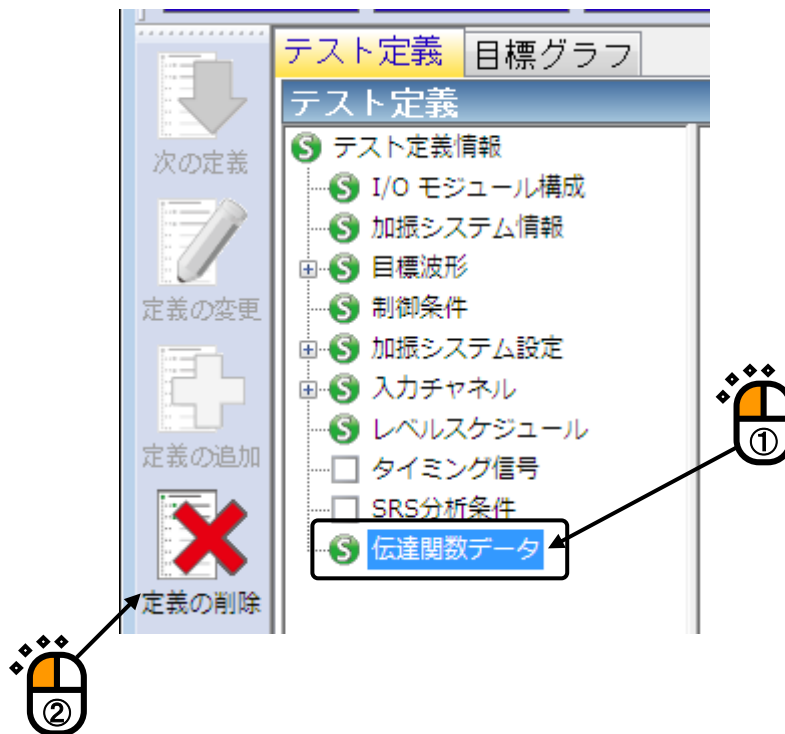 テスト定義 目標グラフ
テスト定義
次の定義
定義の変更
定義の追加
定義の削除
S テスト定義情報
S I/O モジュール構成
S 加振システム情報
S 目標波形
S 制御条件
S 加振システム設定
S 入力チャネル
S レベルスケジュール
タイミング信号
SRS分析条件
S 伝達関数データ
①
②